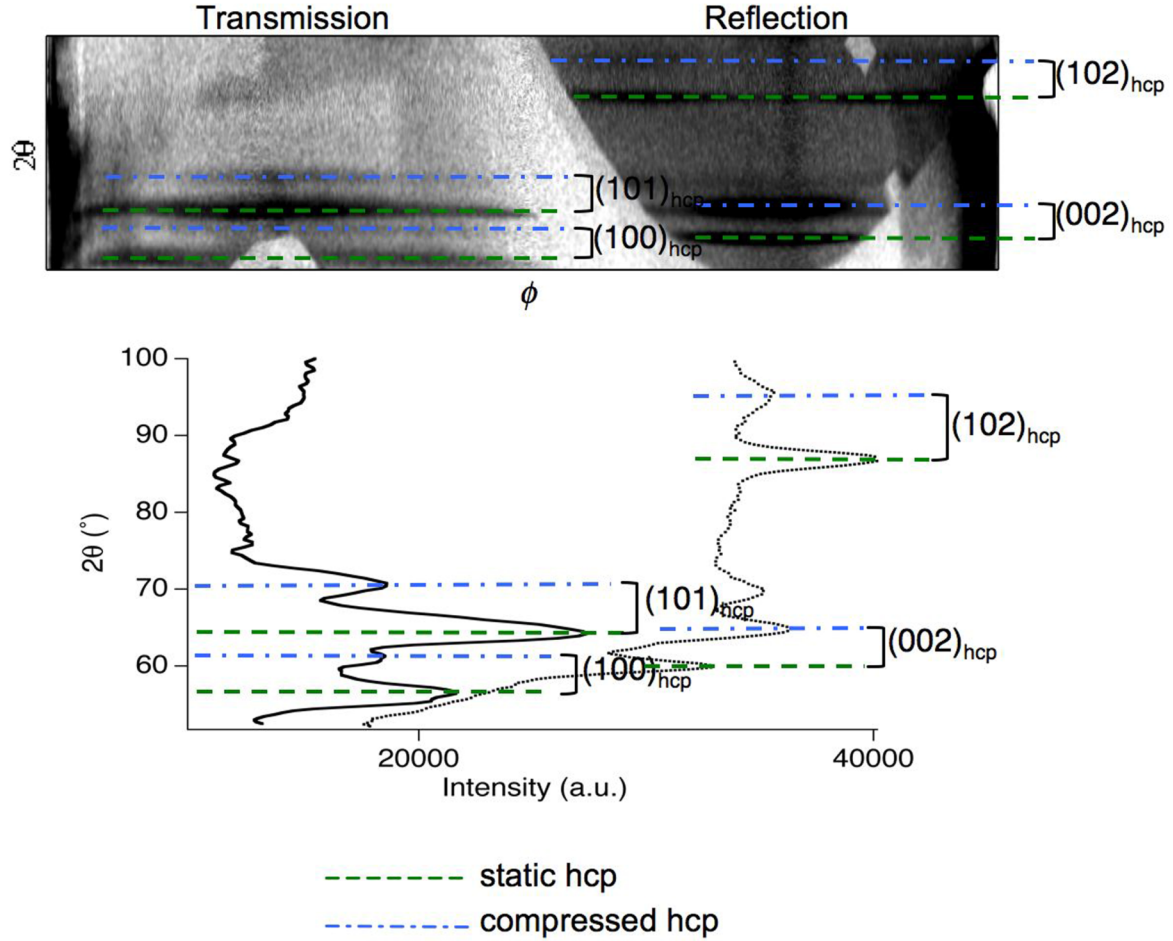 Transmission Reflection
(102)hcp
2θ
(101)hcp
(002)hcp
(100)hcp
ϕ
100
90
(102)hcp
80
2θ (°)
70
(101)hcp
(002)hcp
60
(100)hcp
20000 40000
Intensity (a.u.)
static hcp
compressed hcp